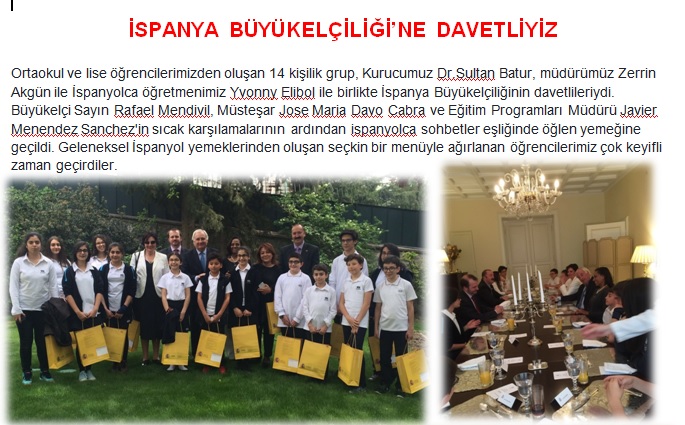 İSPANYA BÜYÜKELÇİLİĞİ'NE DAVETLİYİZ
Ortaokul ve lise öğrencilerimizden oluşan 14 kişilik grup, Kurucumuz Dr.Sultan Batur, müdürümüz Zerrin
Akgün ile İspanyolca öğretmenimiz Yvonny Elibol ile birlikte İspanya Büyükelçiliğinin davetlileriydi.
Büyükelçi Sayın Rafael Mendivil, Müsteşar Jose Maria Davo Cabra ve Eğitim Programları Müdürü Javier
Menendez Sanchez'in sıcak karşılamalarının ardından ispanyolca sohbetler eşliğinde öğlen yemeğine
geçildi. Geleneksel İspanyol yemeklerinden oluşan seçkin bir menüyle ağırlanan öğrencilerimiz çok keyifli
zaman geçirdiler.